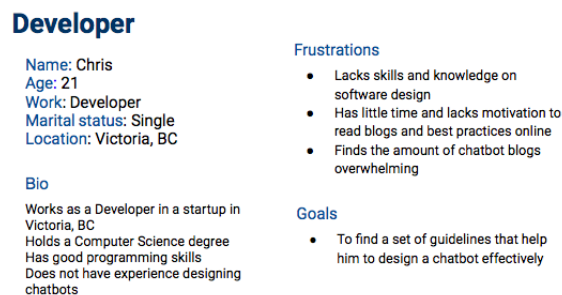 Developer
Name: Chris
Age: 21
Work: Developer
Marital status: Single
Location: Victoria, BC
Bio
Works as a Developer in a startup in
Victoria, BC
Holds a Computer Science degree
Has good programming skills
Does not have experience designing
chatbots
Frustrations
● Lacks skills and knowledge on
software design
● Has little time and lacks motivation to
read blogs and best practices online
● Finds the amount of chatbot blogs
overwhelming
Goals
● To find a set of guidelines that help
him to design a chatbot effectively